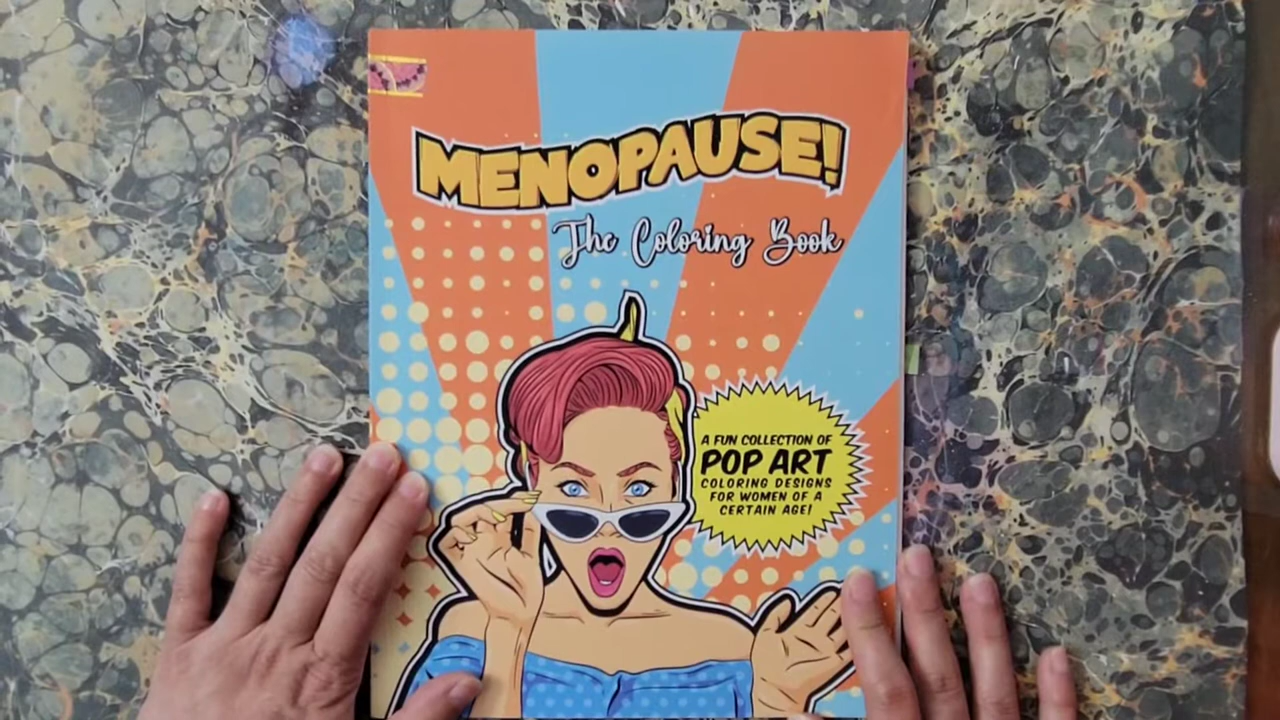 MENOPAUSE!
The Coloring Book
A FUN COLLECTION OF
POP ART
COLORING DESIGNS
FOR WOMEN OF A
CERTAIN AGE!